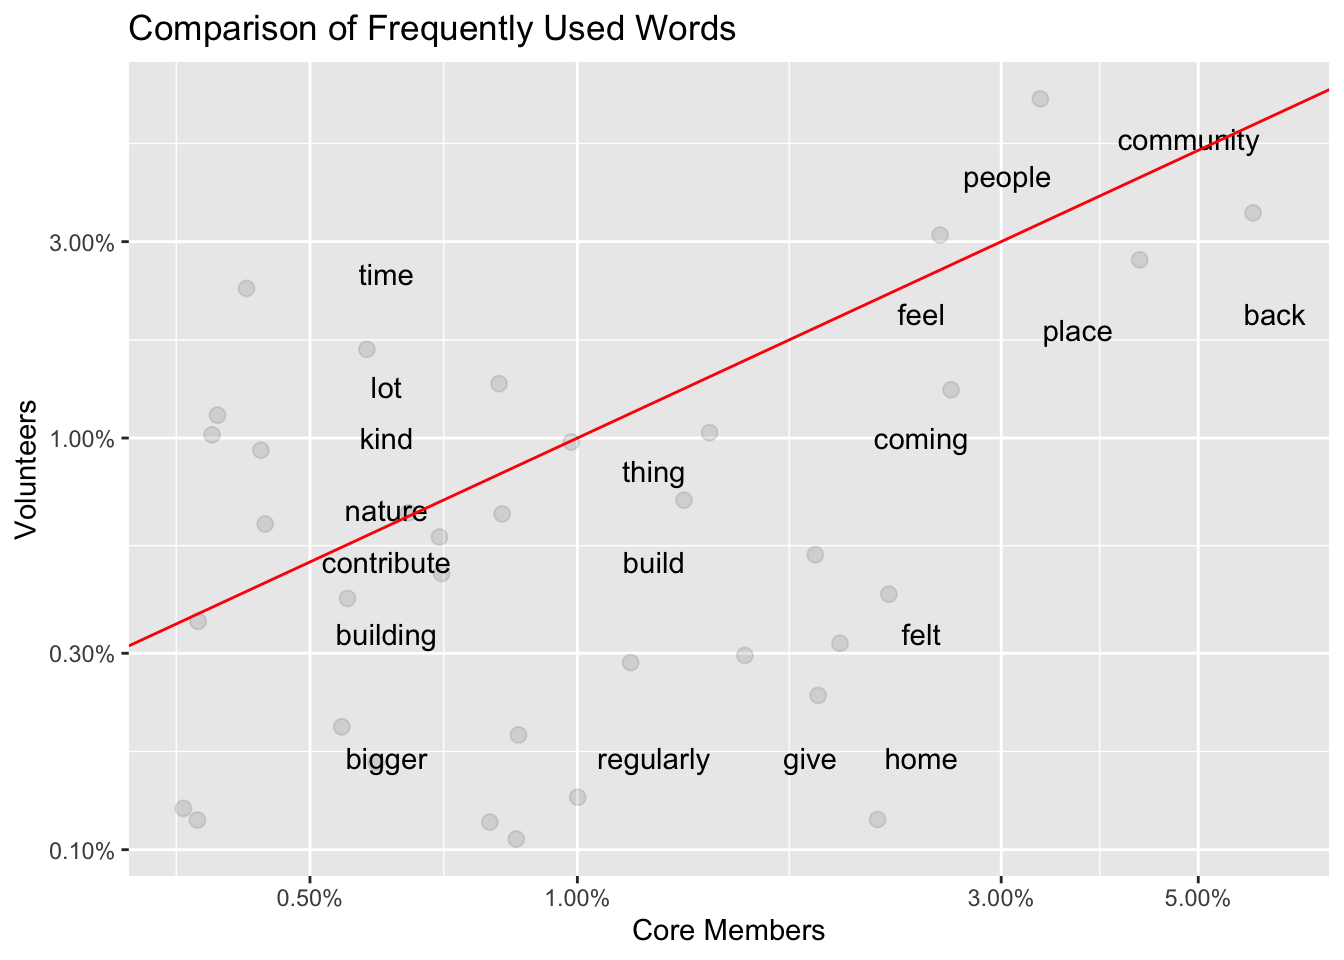 Comparison of Frequently Used Words
community
people
3.00%
time
feel
back
place
lot
1.00%
kind
coming
thing
nature
contribute
build
building
felt
0.30%
bigger
regularly
give
home
0.10%
0.50%
1.00%
3.00%
5.00%
Core Members
Volunteers